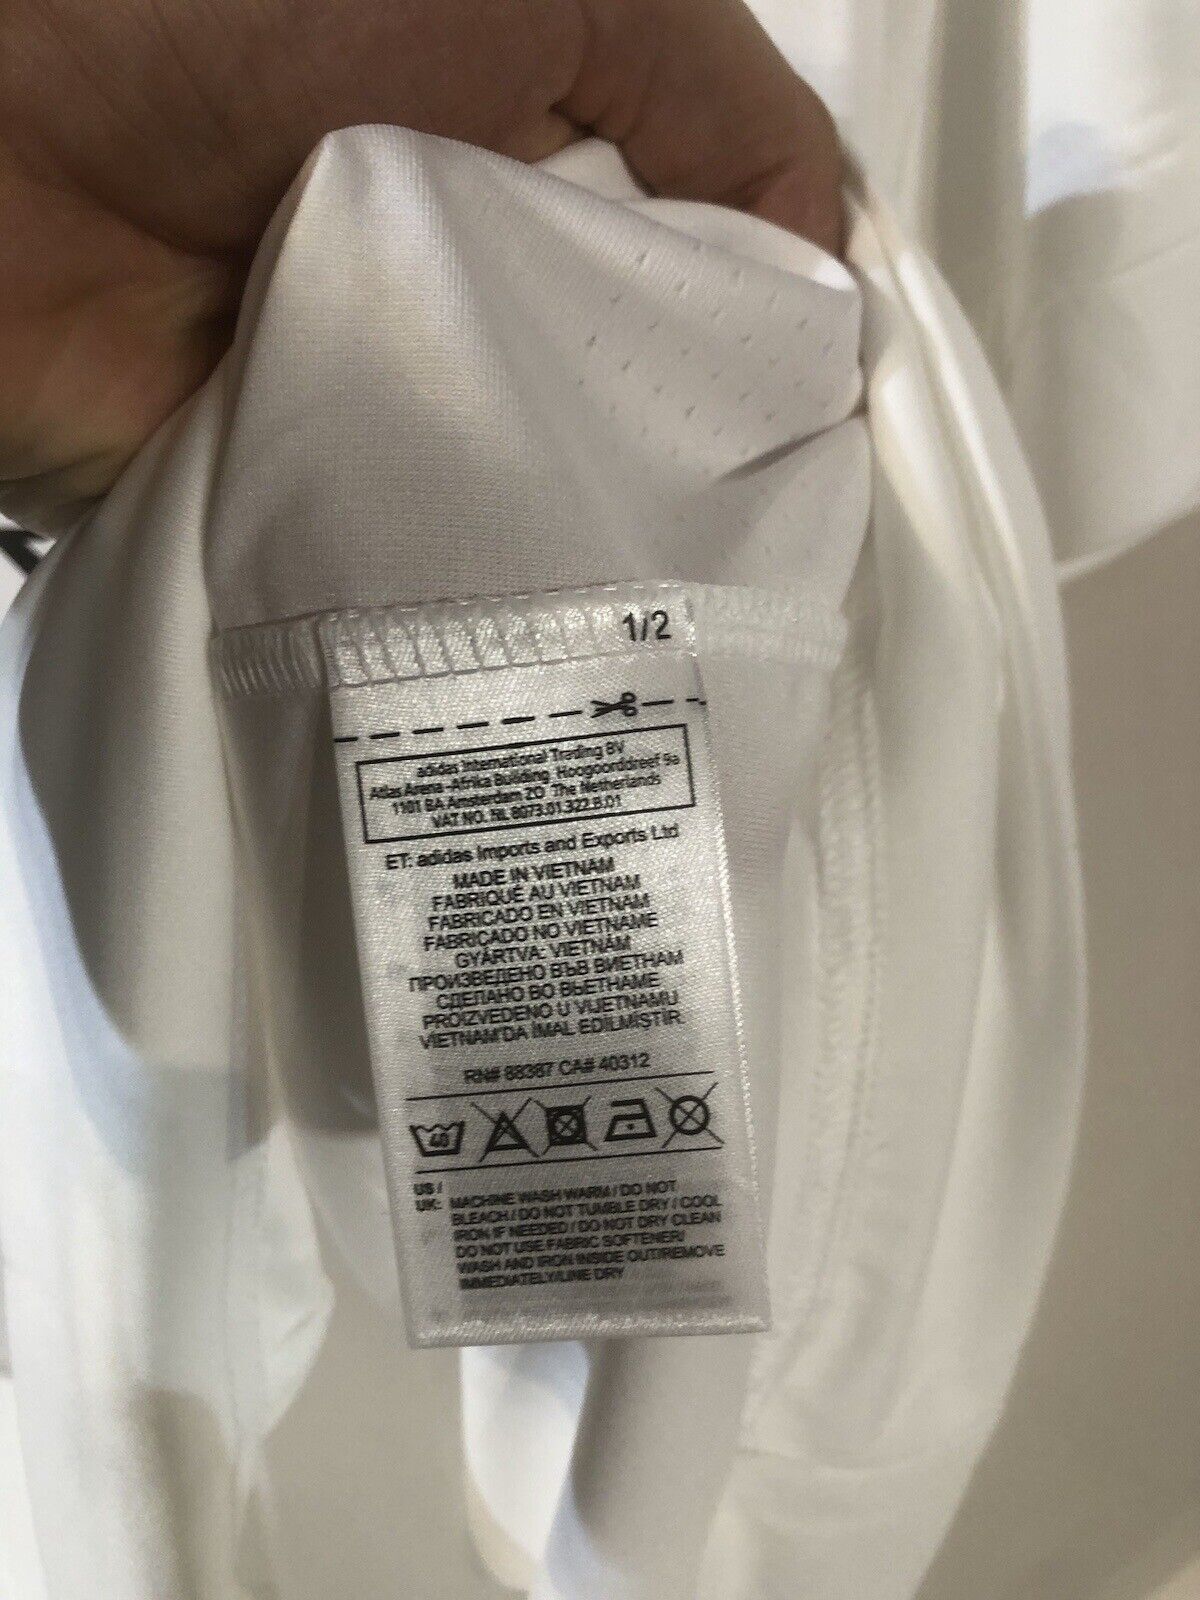 1/2
adidas International Trading BV
Atlas Arena -Afrika Building Hoogoorddreef 9a
1101 BA Amsterdam ZO The Netherlands
VAT NO. NL 8073.01.322.B.01
ET: adidas Imports and Exports Ltd
MADE IN VIETNAM
FABRIQUÉ AU VIETNAM
FABRICADO EN VIETNAM
FABRICADO NO VIETNAME
GYÁRTVA: VIETNÁM
ПРОИЗВЕДЕНО ВЪВ ВИЕТНАМ
СДЕЛАНО ВО ВЬЕТНАМЕ
PROIZVEDENO U VIJETNAMU
VİETNAM'DA İMAL EDİLMİŞTİR.
RN# 88387 CA# 40312
40
US /
UK: MACHINE WASH WARM / DO NOT
BLEACH / DO NOT TUMBLE DRY / COOL
IRON IF NEEDED / DO NOT DRY CLEAN
DO NOT USE FABRIC SOFTENER/
WASH AND IRON INSIDE OUT/REMOVE
IMMEDIATELY/LINE DRY